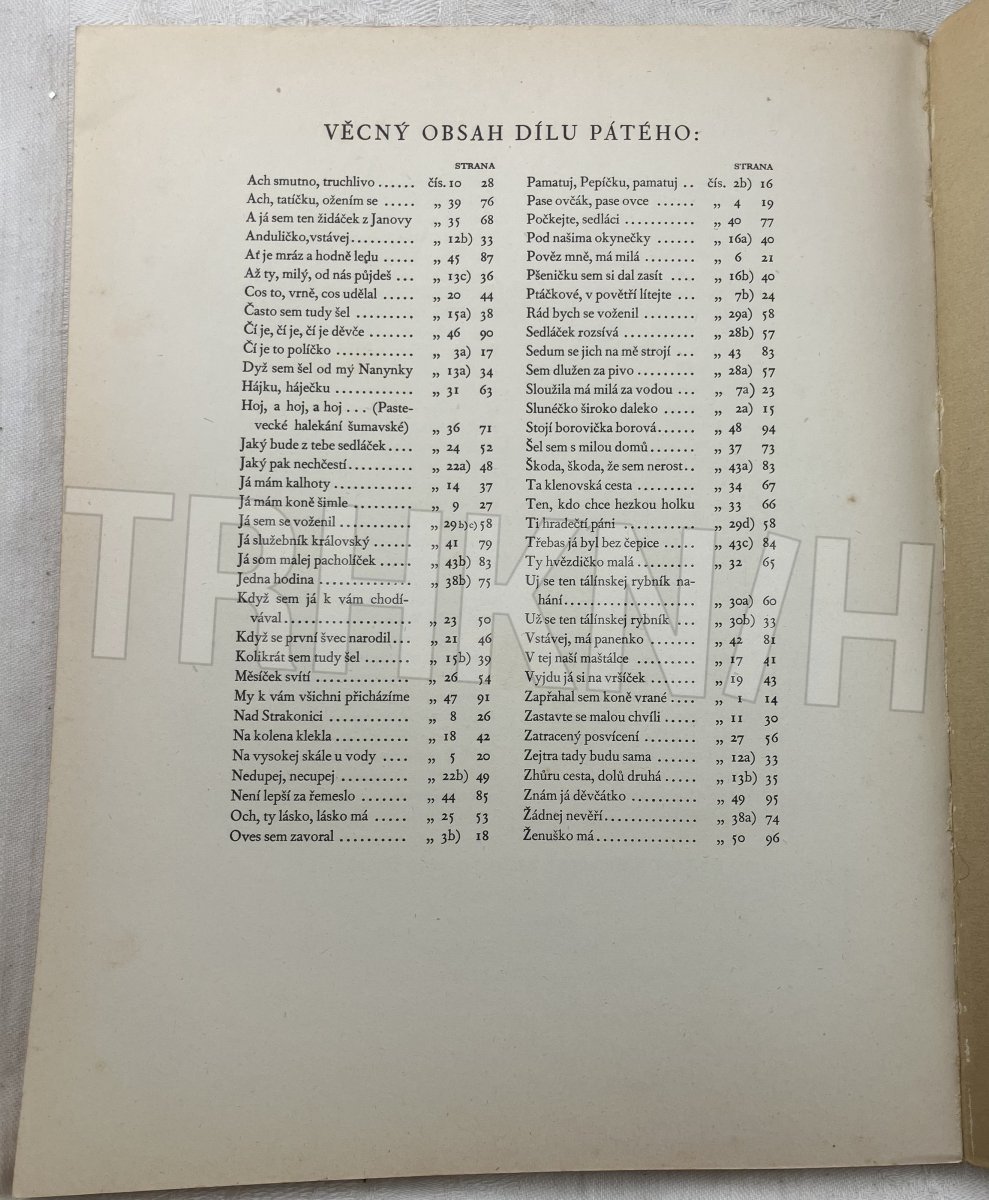 VĚCNÝ OBSAH DÍLU PÁTÉHO:
STRANA
Ach smutno, truchlivo ...... čís. 10 28
Ach, tatíčku, ožením se ..... „ 39 76
A já sem ten židáček z Janovy „ 35 68
Anduličko,vstávej.......... „ 12b) 33
Ať je mráz a hodně ledu ..... „ 45 87
Až ty, milý, od nás půjdeš ... „ 13c) 36
Cos to, vrně, cos udělal ..... „ 20 44
Často sem tudy šel ......... „ 15a) 38
Čí je, čí je, čí je děvče ....... „ 46 90
Čí je to políčko ............ „ 3a) 17
Dyž sem šel od mý Nanynky „ 13a) 34
Hájku, háječku ............ „ 31 63
Hoj, a hoj, a hoj ... (Paste-
vecké halekání šumavské) „ 36 71
Jaký bude z tebe sedláček.... „ 24 52
Jaký pak nechčestí.......... „ 22a) 48
Já mám kalhoty ........... „ 14 37
Já mám koně šimle ......... „ 9 27
Já sem se voženil ........... „ 29b)c) 58
Já služebník královský ...... „ 41 79
Já som malej pacholíček ..... „ 43b) 83
Jedna hodina .............. „ 38b) 75
Když sem já k vám chodí-
vával.................... „ 23 50
Když se první švec narodil... „ 21 46
Kolikrát sem tudy šel ....... „ 15b) 39
Měsíček svítí .............. „ 26 54
My k vám všichni přicházíme „ 47 91
Nad Strakonici ............ „ 8 26
Na kolena klekla ........... „ 18 42
Na vysokej skále u vody .... „ 5 20
Nedupej, necupej .......... „ 22b) 49
Není lepší za řemeslo ....... „ 44 85
Och, ty lásko, lásko má ..... „ 25 53
Oves sem zavoral .......... „ 3b) 18
STRANA
Pamatuj, Pepíčku, pamatuj .. čís. 2b) 16
Pase ovčák, pase ovce ...... „ 4 19
Počkejte, sedláci ........... „ 40 77
Pod našima okynečky ...... „ 16a) 40
Pověz mně, má milá ........ „ 6 21
Pšeničku sem si dal zasít .... „ 16b) 40
Ptáčkové, v povětří lítejte ... „ 7b) 24
Rád bych se voženil ........ „ 29a) 58
Sedláček rozsívá ........... „ 28b) 57
Sedum se jich na mě strojí ... „ 43 83
Sem dlužen za pivo ......... „ 28a) 57
Sloužila má milá za vodou ... „ 7a) 23
Slunéčko široko daleko ..... „ 2a) 15
Stojí borovička borová...... „ 48 94
Šel sem s milou domů....... „ 37 73
Škoda, škoda, že sem nerost.. „ 43a) 83
Ta klenovská cesta ......... „ 34 67
Ten, kdo chce hezkou holku „ 33 66
Ti hradečtí páni ........... „ 29d) 58
Třebas já byl bez čepice ..... „ 43c) 84
Ty hvězdičko malá ......... „ 32 65
Uj se ten tálínskej rybník na-
hání.................... „ 30a) 60
Už se ten tálínskej rybník ... „ 30b) 33
Vstávej, má panenko ....... „ 42 81
V tej naší maštálce ......... „ 17 41
Vyjdu já si na vršíček ....... „ 19 43
Zapřahal sem koně vrané .... „ 1 14
Zastavte se malou chvíli .... „ 11 30
Zatracený posvícení ........ „ 27 56
Zejtra tady budu sama ...... „ 12a) 33
Zhůru cesta, dolů druhá ..... „ 13b) 35
Znám já děvčátko .......... „ 49 95
Žádnej nevěří.............. „ 38a) 74
Ženuško má............... „ 50 96